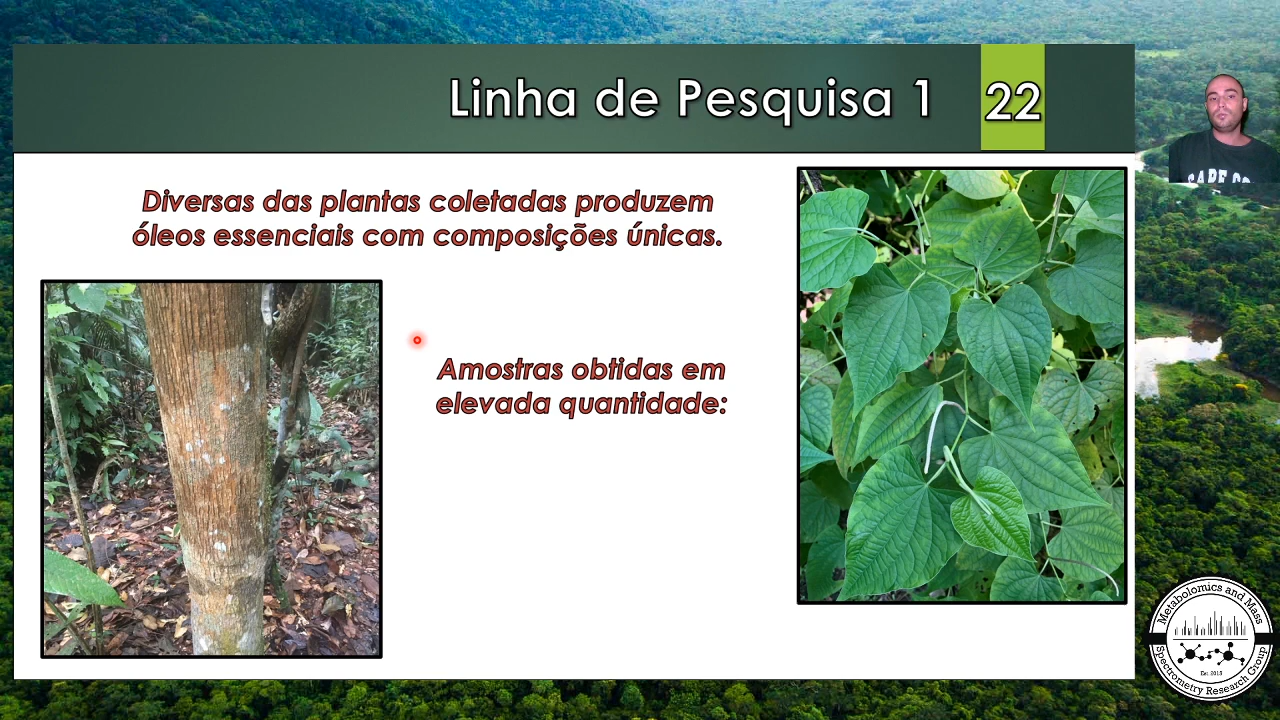 Linha de Pesquisa 1
22
Diversas das plantas coletadas produzem
óleos essenciais com composições únicas.
Amostras obtidas em
elevada quantidade:
Metabolomics and Mass
Spectrometry Research Group